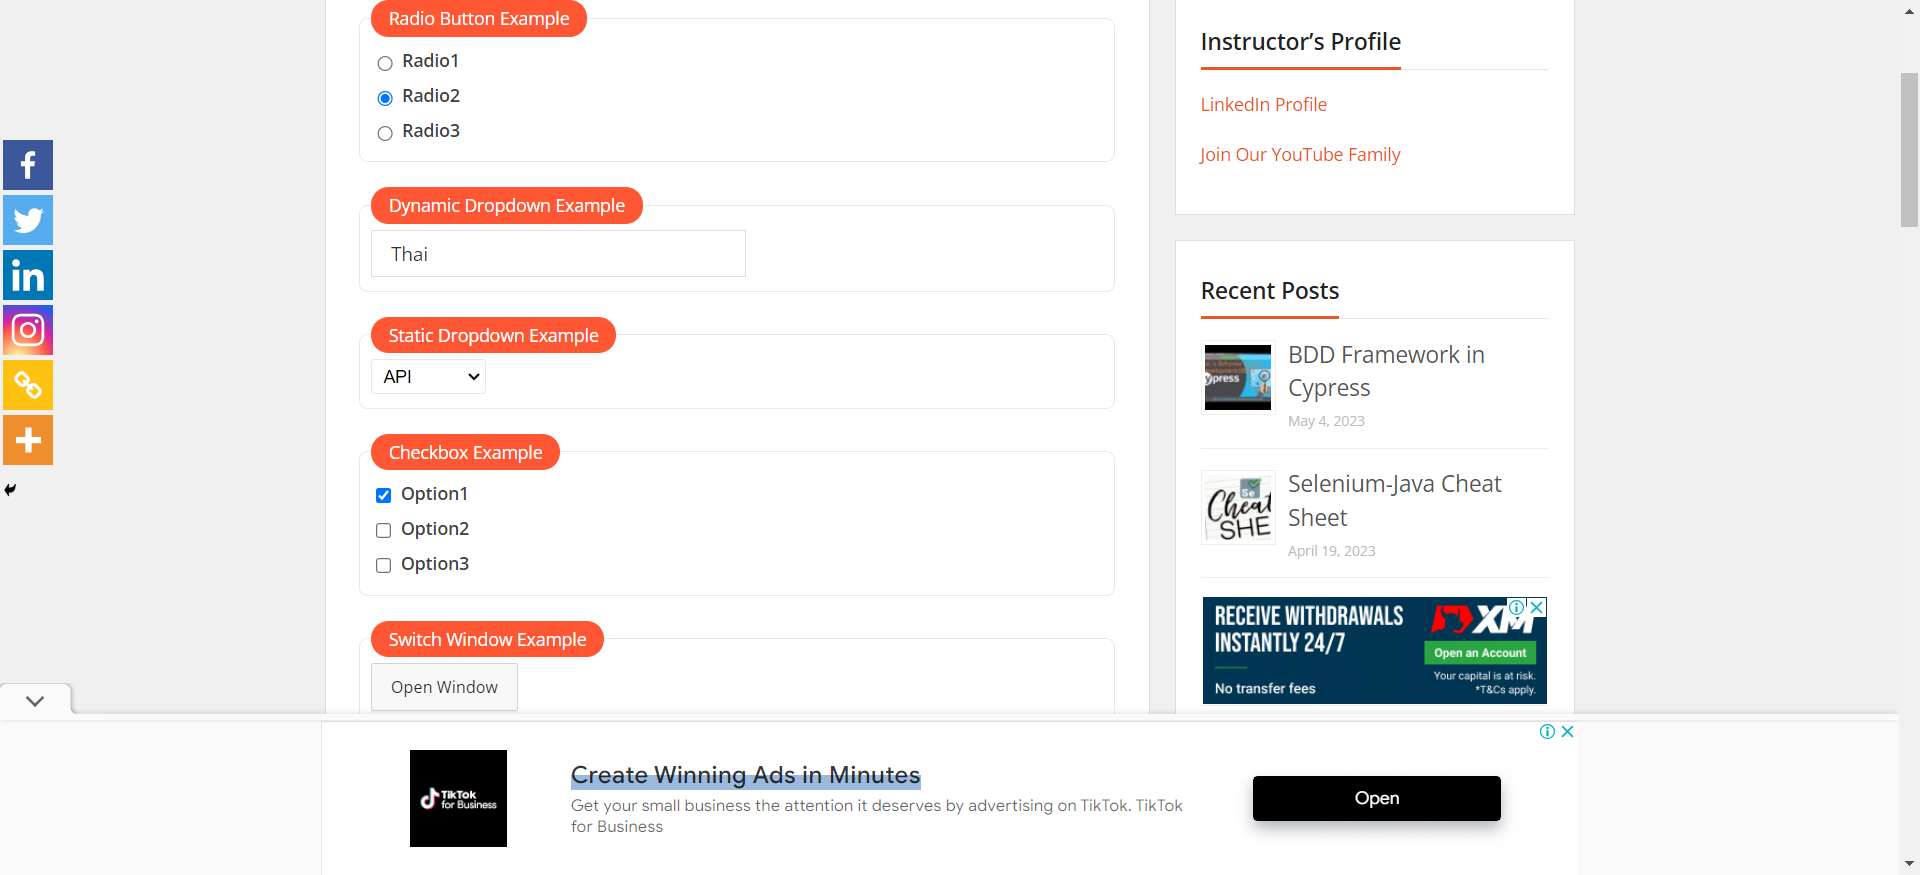 Radio Button Example
Radio1
Radio2
Radio3
Dynamic Dropdown Example
Thai
Static Dropdown Example
API
Checkbox Example
Option1
Option2
Option3
Switch Window Example
Open Window
Instructor’s Profile
LinkedIn Profile
Join Our YouTube Family
Recent Posts
BDD Framework in
Cypress
May 4, 2023
Selenium-Java Cheat
Sheet
April 19, 2023
Cheat
SHE
RECEIVE WITHDRAWALS
INSTANTLY 24/7
No transfer fees
XM
Open an Account
Your capital is at risk.
*T&Cs apply.
TikTok
for Business
Create Winning Ads in Minutes
Get your small business the attention it deserves by advertising on TikTok. TikTok
for Business
Open